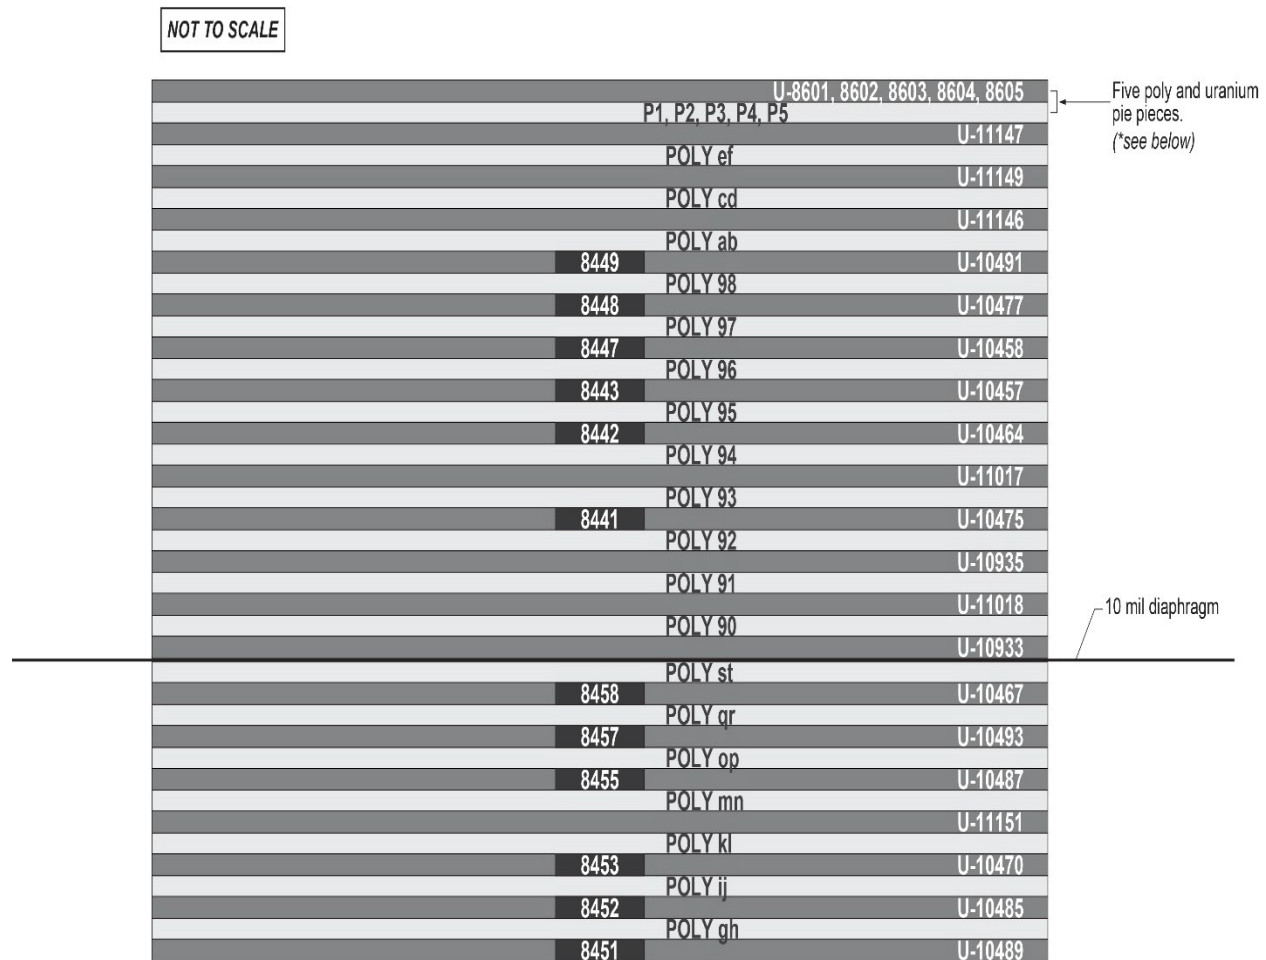 NOT TO SCALE
U-8601, 8602, 8603, 8604, 8605
Five poly and uranium
pie pieces.
(*see below)
P1, P2, P3, P4, P5
U-11147
POLY ef
U-11149
POLY cd
U-11146
POLY ab
8449 U-10491
POLY 98
8448 U-10477
POLY 97
8447 U-10458
POLY 96
8443 U-10457
POLY 95
8442 U-10464
POLY 94
U-11017
POLY 93
8441 U-10475
POLY 92
U-10935
POLY 91
U-11018
10 mil diaphragm
POLY 90
U-10933
POLY st
8458 U-10467
POLY qr
8457 U-10493
POLY op
8455 U-10487
POLY mn
U-11151
POLY kl
8453 U-10470
POLY ij
8452 U-10485
POLY gh
8451 U-10489